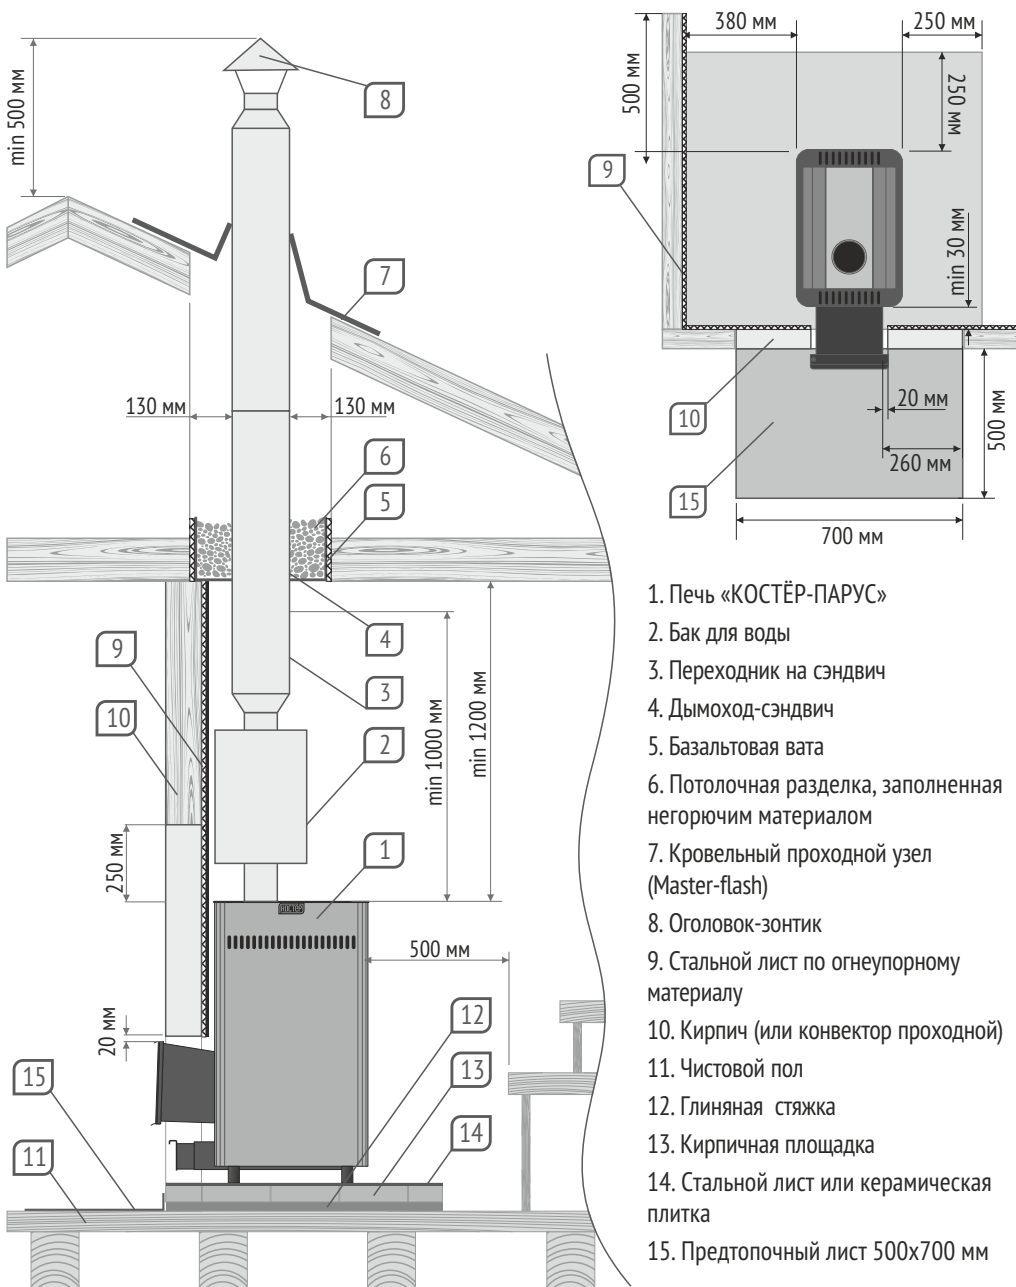 min 500 мм
8
7
130 мм
130 мм
6
5
4
9
3
10
2
min 1000 мм
min 1200 мм
250 мм
1
КОСТЁР
500 мм
20 мм
12
15
13
14
11
380 мм
250 мм
500 мм
250 мм
9
min 30 мм
10
20 мм
260 мм
500 мм
15
700 мм
1. Печь «КОСТЁР-ПАРУС»
2. Бак для воды
3. Переходник на сэндвич
4. Дымоход-сэндвич
5. Базальтовая вата
6. Потолочная разделка, заполненная
негорючим материалом
7. Кровельный проходной узел
(Master-flash)
8. Оголовок-зонтик
9. Стальной лист по огнеупорному
материалу
10. Кирпич (или конвектор проходной)
11. Чистовой пол
12. Глиняная стяжка
13. Кирпичная площадка
14. Стальной лист или керамическая
плитка
15. Предтопочный лист 500х700 мм